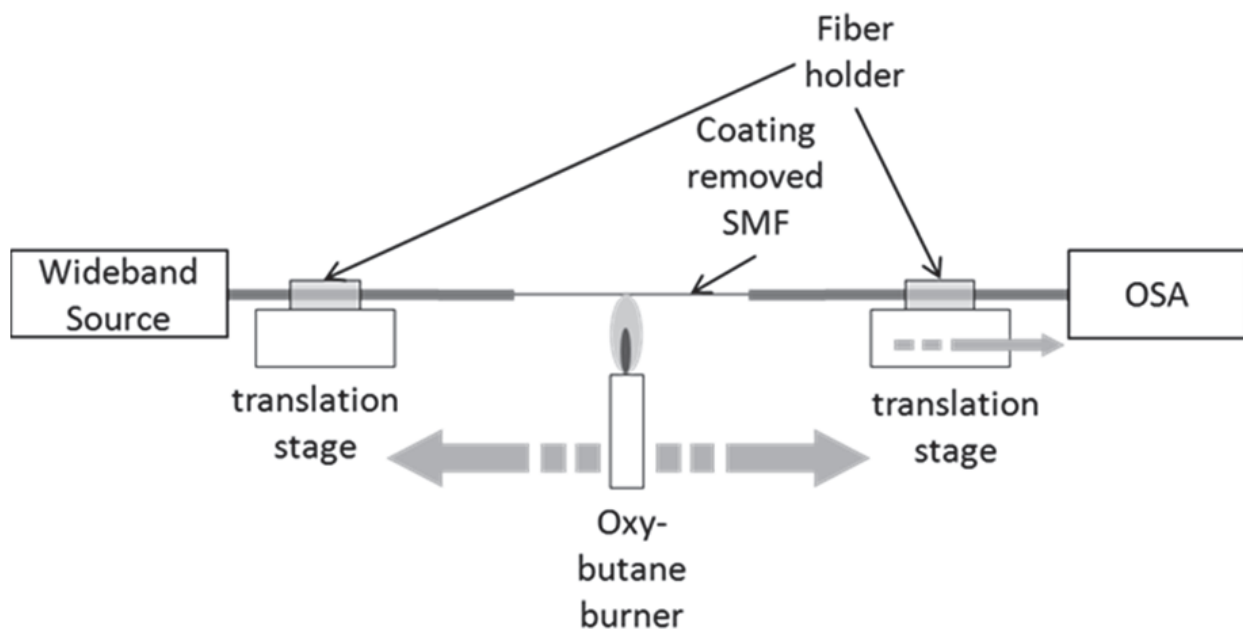 Fiber
holder
Coating
removed
SMF
Wideband
Source
OSA
translation
stage
translation
stage
Oxy-
butane
burner